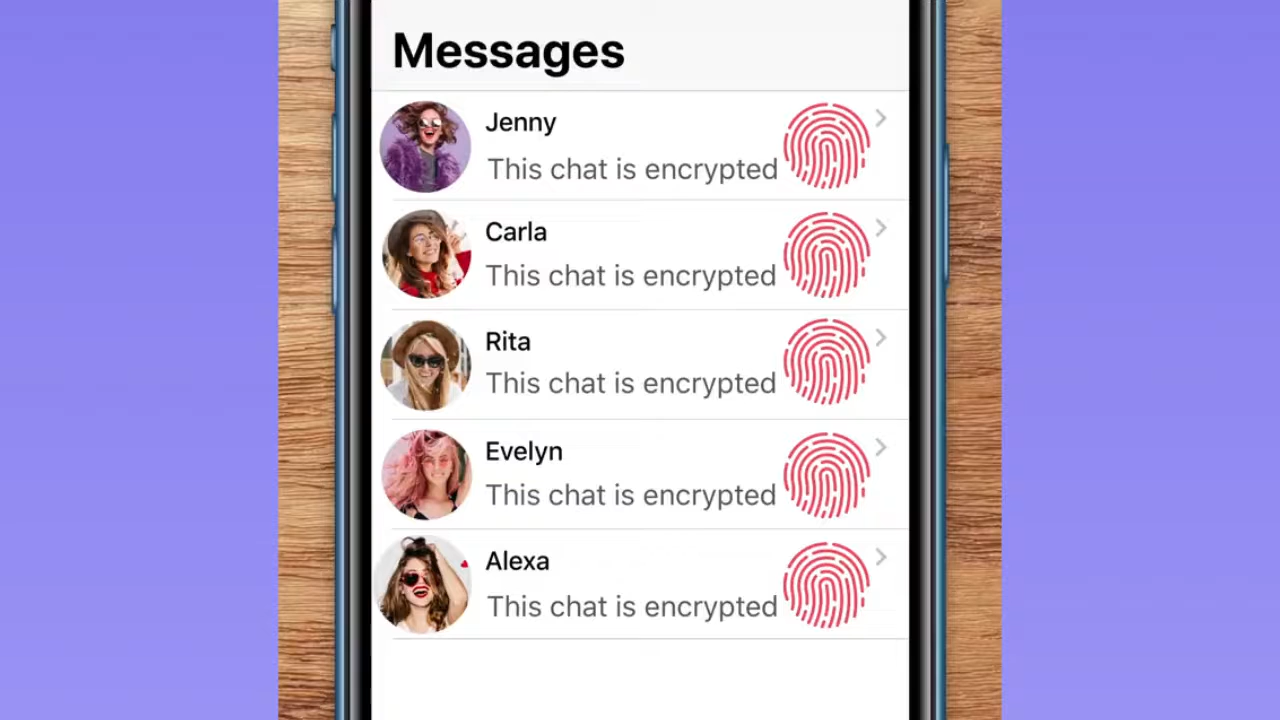 Messages
Jenny
This chat is encrypted
Carla
This chat is encrypted
Rita
This chat is encrypted
Evelyn
This chat is encrypted
Alexa
This chat is encrypted